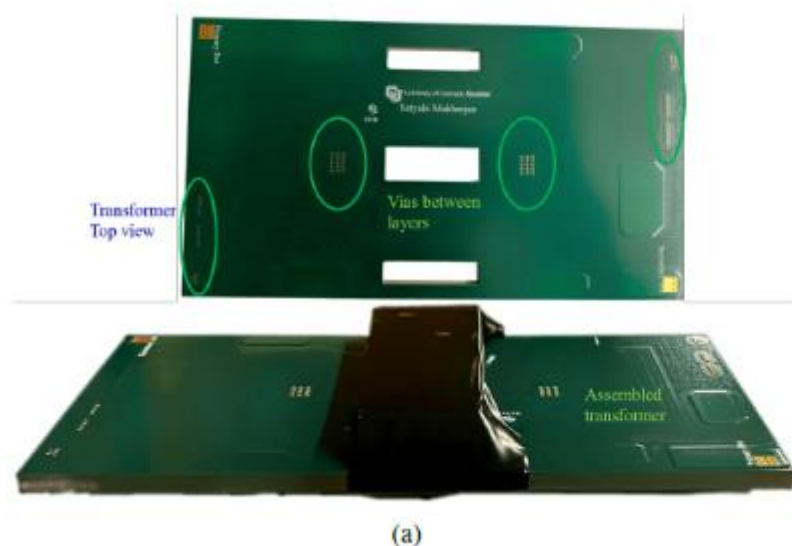 Satyaki Mukherjee
Transformer
Top view
Vias between
layers
Assembled
transformer
(a)